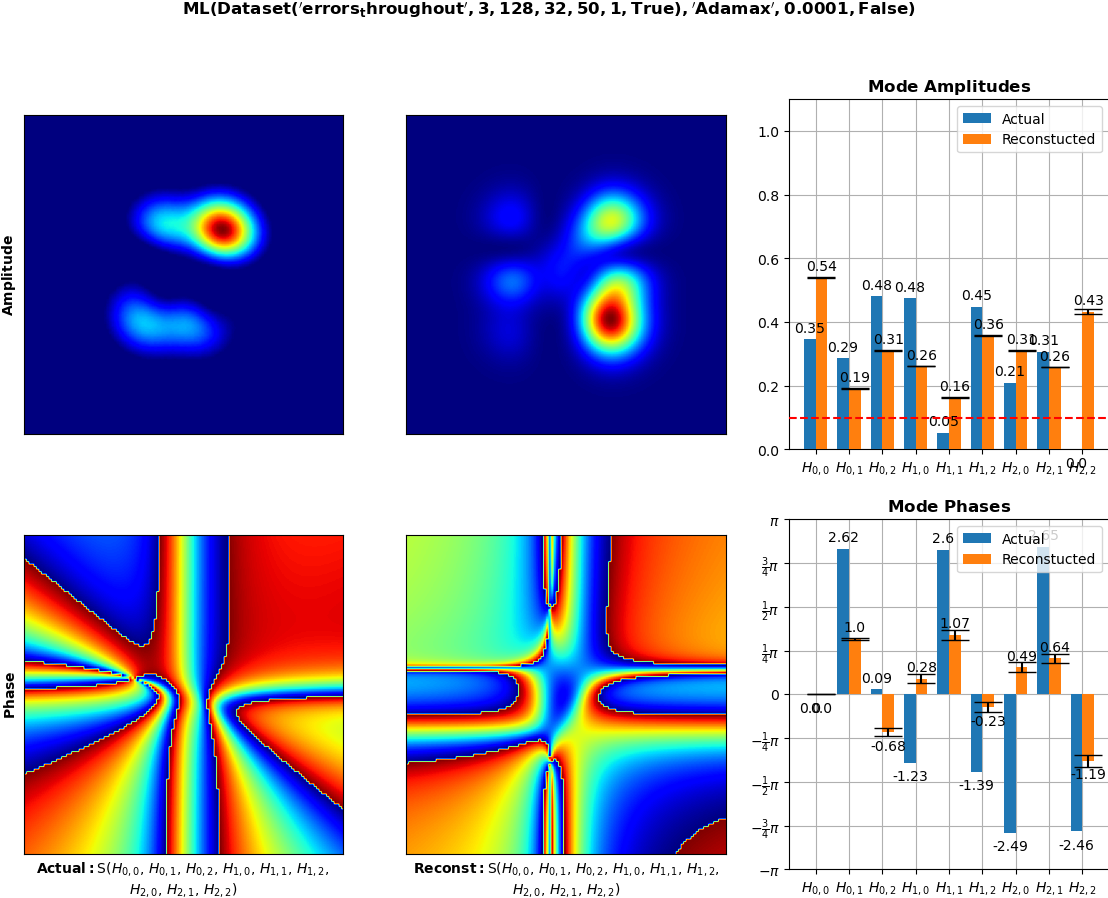 ML(Dataset('errors_throughout', 3, 128, 32, 50, 1, True), 'Adamax', 0.0001, False)
Amplitude
Mode Amplitudes
Actual
Reconstucted
1.0
0.8
0.6
0.4
0.2
0.0
0.35 0.54
0.29 0.19
0.48 0.31
0.48 0.26
0.05 0.16
0.45 0.36
0.21 0.31
0.31 0.26
0.0 0.43
H0,0 H0,1 H0,2 H1,0 H1,1 H1,2 H2,0 H2,1 H2,2
Phase
Mode Phases
Actual
Reconstucted
π
3/4π
1/2π
1/4π
0
−1/4π
−1/2π
−3/4π
−π
0.0 0.0
2.62 1.0
0.09 -0.68
-1.23 0.28
2.6 1.07
-1.39 -0.23
-2.49 0.49
2.65 0.64
-2.46 -1.19
H0,0 H0,1 H0,2 H1,0 H1,1 H1,2 H2,0 H2,1 H2,2
Actual: S(H0,0, H0,1, H0,2, H1,0, H1,1, H1,2,
H2,0, H2,1, H2,2)
Reconst: S(H0,0, H0,1, H0,2, H1,0, H1,1, H1,2,
H2,0, H2,1, H2,2)